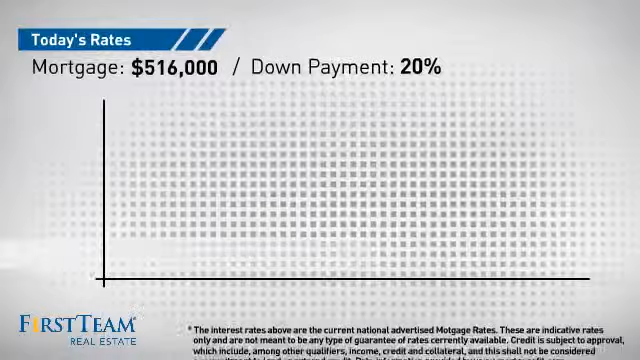 Today's Rates
Mortgage: $516,000 / Down Payment: 20%
FIRSTTEAM®
REAL ESTATE
* The interest rates above are the current national advertised Motgage Rates. These are indicative rates
only and are not meant to be any type of guarantee of rates cerrently available. Credit is subject to approval,
which include, among other qualifiers, income, credit and collateral, and this shall not be considered